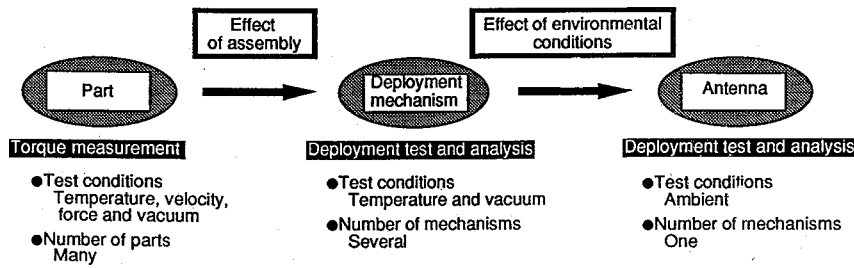 Effect
of assembly
Effect of environmental
conditions
Part
Deployment
mechanism
Antenna
Torque measurement
●Test conditions
Temperature, velocity,
force and vacuum
●Number of parts
Many
Deployment test and analysis
●Test conditions
Temperature and vacuum
●Number of mechanisms
Several
Deployment test and analysis
●Test conditions
Ambient
●Number of mechanisms
One